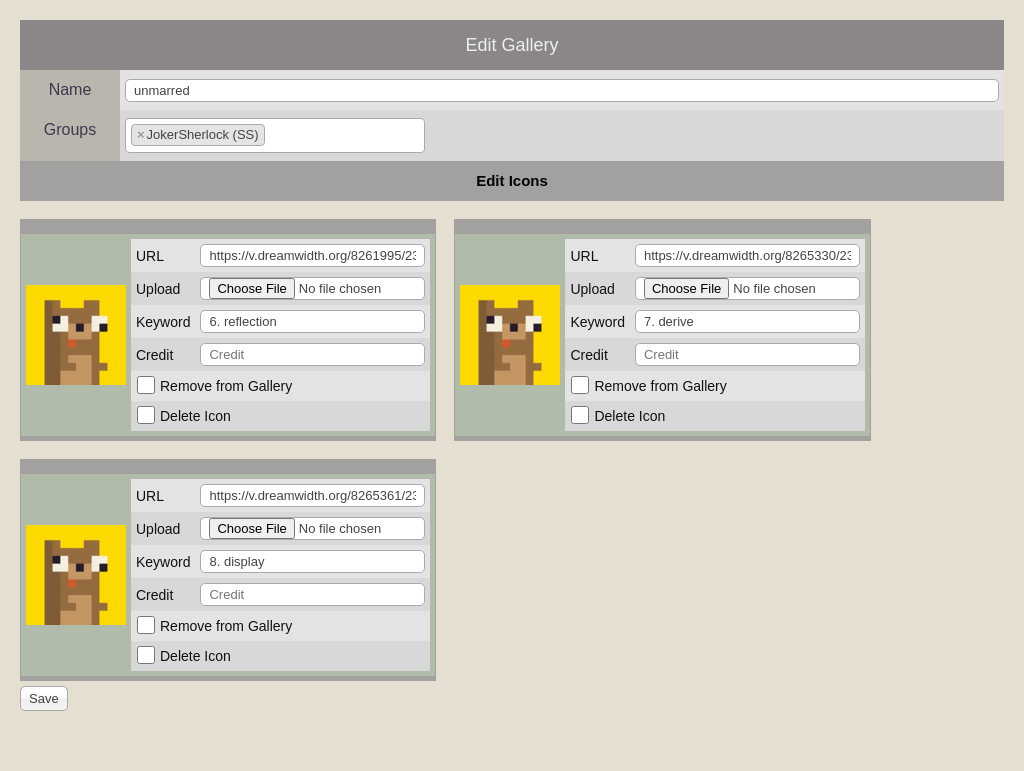 Edit Gallery
Name
unmarred
Groups
×JokerSherlock (SS)
Edit Icons
URL
https://v.dreamwidth.org/8261995/23
Upload
Choose File No file chosen
Keyword
6. reflection
Credit
Credit
Remove from Gallery
Delete Icon
URL
https://v.dreamwidth.org/8265330/23
Upload
Choose File No file chosen
Keyword
7. derive
Credit
Credit
Remove from Gallery
Delete Icon
URL
https://v.dreamwidth.org/8265361/23
Upload
Choose File No file chosen
Keyword
8. display
Credit
Credit
Remove from Gallery
Delete Icon
Save